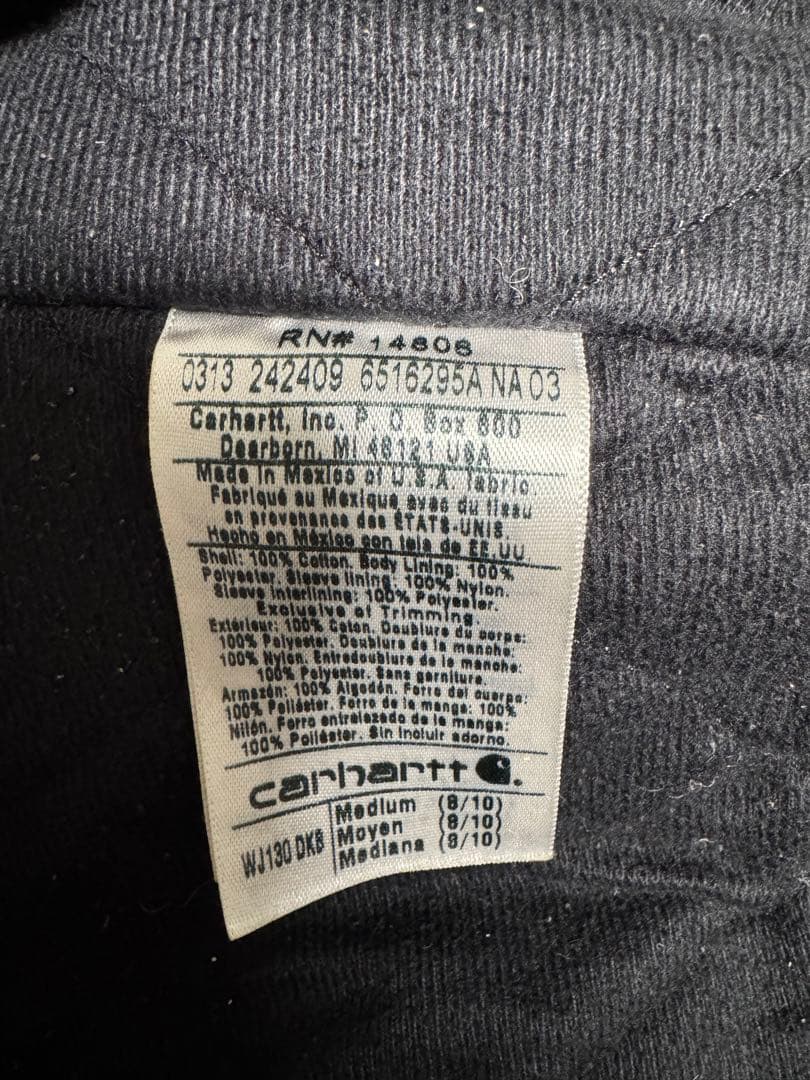 RN# 14806
0313 242409 6516295A NA 03
Carhartt, Inc. P. O. Box 600
Dearborn, MI 48121 USA
Made in Mexico of U.S.A. fabric.
Fabriqué au Mexique avec du tissu
en provenance des ÉTATS-UNIS.
Hecho en México con tela de EE.UU
Shell: 100% Cotton. Body Lining: 100%
Polyester. Sleeve lining: 100% Nylon.
Sleeve interlining: 100% Polyester.
Exclusive of Trimming.
Extérieur: 100% Coton. Doublure du corps:
100% Polyester. Doublure de la manche:
100% Nylon. Entredoublure de la manche:
100% Polyester. Sans garniture.
Armazón: 100% Algodón. Forro del cuerpo:
100% Poliéster. Forro de la manga: 100%
Nilón. Forro entrelazado de la manga:
100% Poliéster. Sin incluir adorno.
carhartt
WJ130 DKB
Medium (8/10)
Moyen (8/10)
Mediana (8/10)